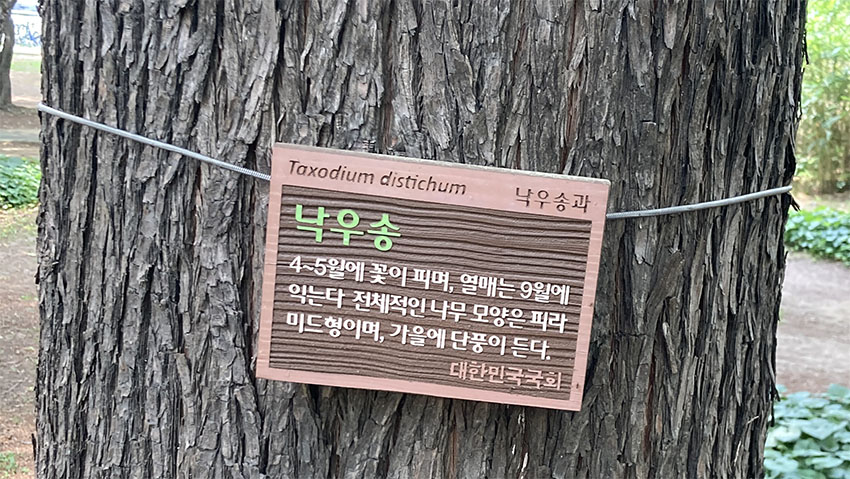 Taxodium distichum 낙우송과
낙우송
4~5월에 꽃이 피며, 열매는 9월에
익는다 전체적인 나무 모양은 피라
미드형이며, 가을에 단풍이 든다.
대한민국국회